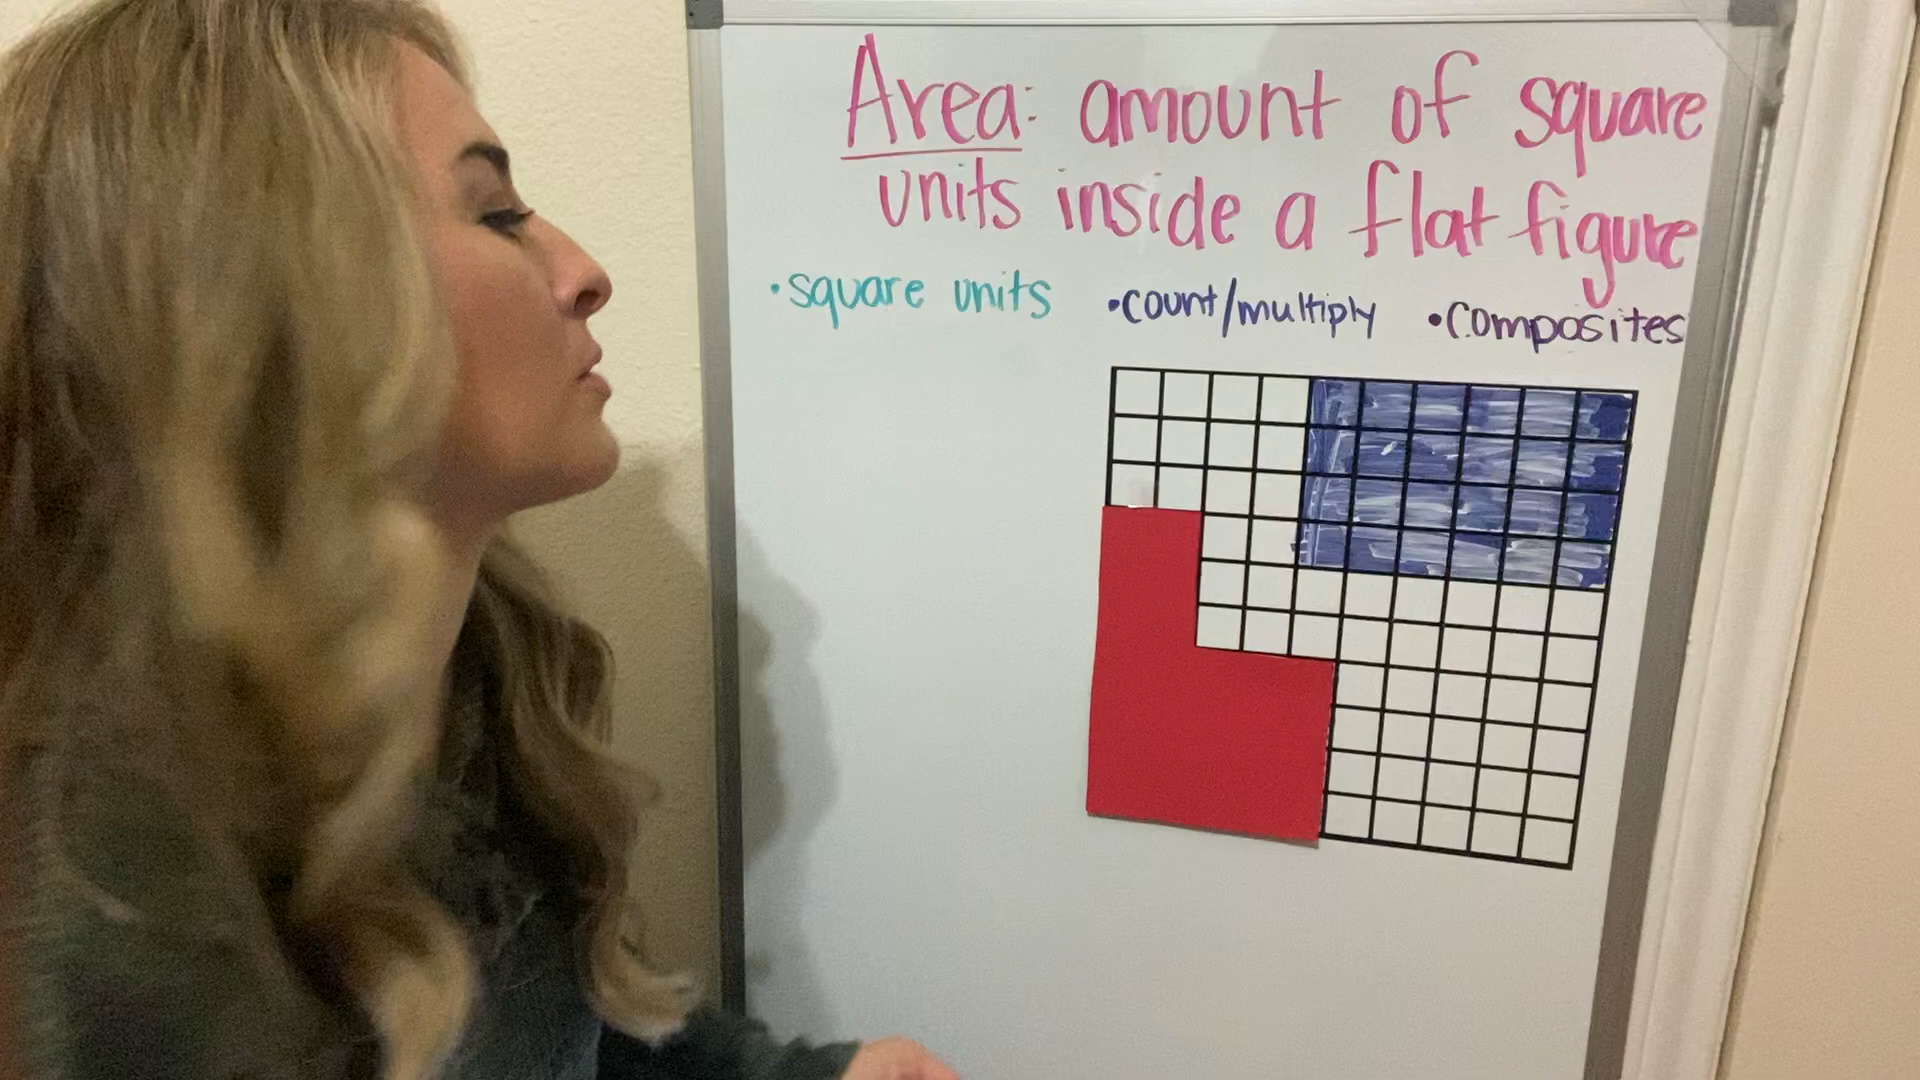 Area: amount of square
units inside a flat figure
•square units •count/multiply •composites